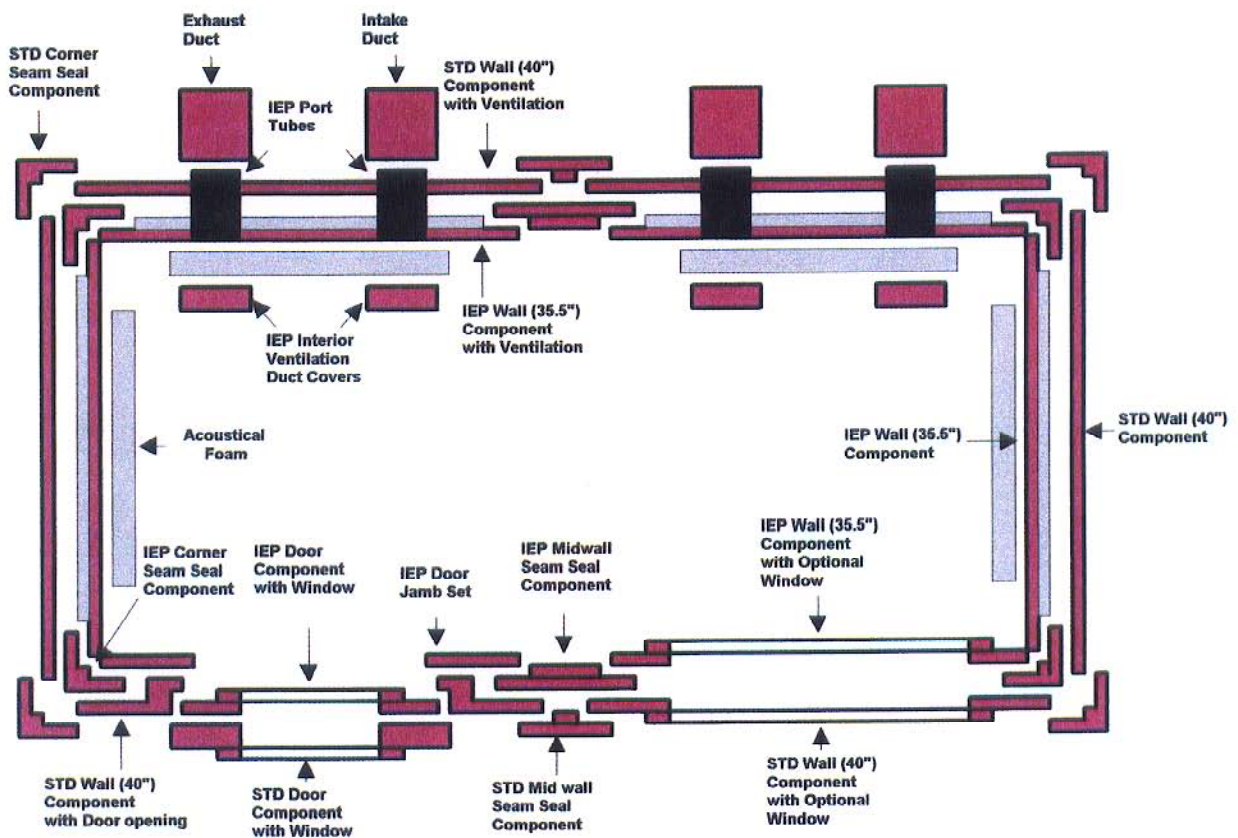 Exhaust
Duct
Intake
Duct
STD Corner
Seam Seal
Component
STD Wall (40")
Component
with Ventilation
IEP Port
Tubes
IEP Wall (35.5")
Component
with Ventilation
IEP Interior
Ventilation
Duct Covers
Acoustical
Foam
IEP Wall (35.5")
Component
STD Wall (40")
Component
IEP Corner
Seam Seal
Component
IEP Door
Component
with Window
IEP Door
Jamb Set
IEP Midwall
Seam Seal
Component
IEP Wall (35.5")
Component
with Optional
Window
STD Wall (40")
Component
with Door opening
STD Door
Component
with Window
STD Mid wall
Seam Seal
Component
STD Wall (40")
Component
with Optional
Window